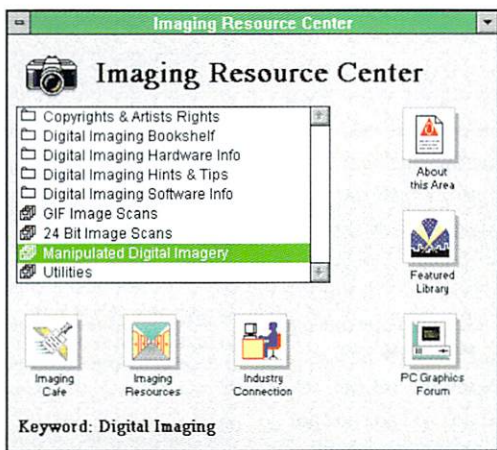 Imaging Resource Center
Imaging Resource Center
Copyrights & Artists Rights
Digital Imaging Bookshelf
Digital Imaging Hardware Info
Digital Imaging Hints & Tips
Digital Imaging Software Info
GIF Image Scans
24 Bit Image Scans
Manipulated Digital Imagery
Utilities
About
this Area
Featured
Library
Imaging
Cafe
Imaging
Resources
Industry
Connection
PC Graphics
Forum
Keyword: Digital Imaging